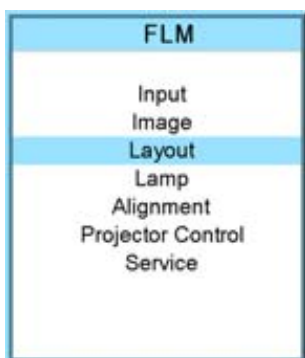 FLM
Input
Image
Layout
Lamp
Alignment
Projector Control
Service